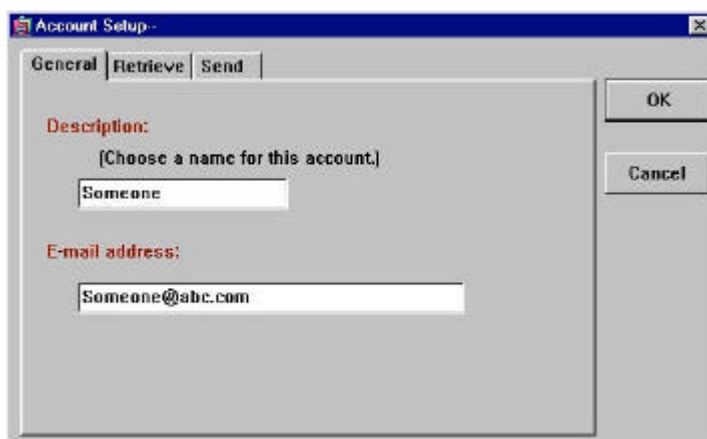 Account Setup--
General Retrieve Send
OK
Description:
(Choose a name for this account.)
Someone
Cancel
E-mail address:
Someone@abc.com